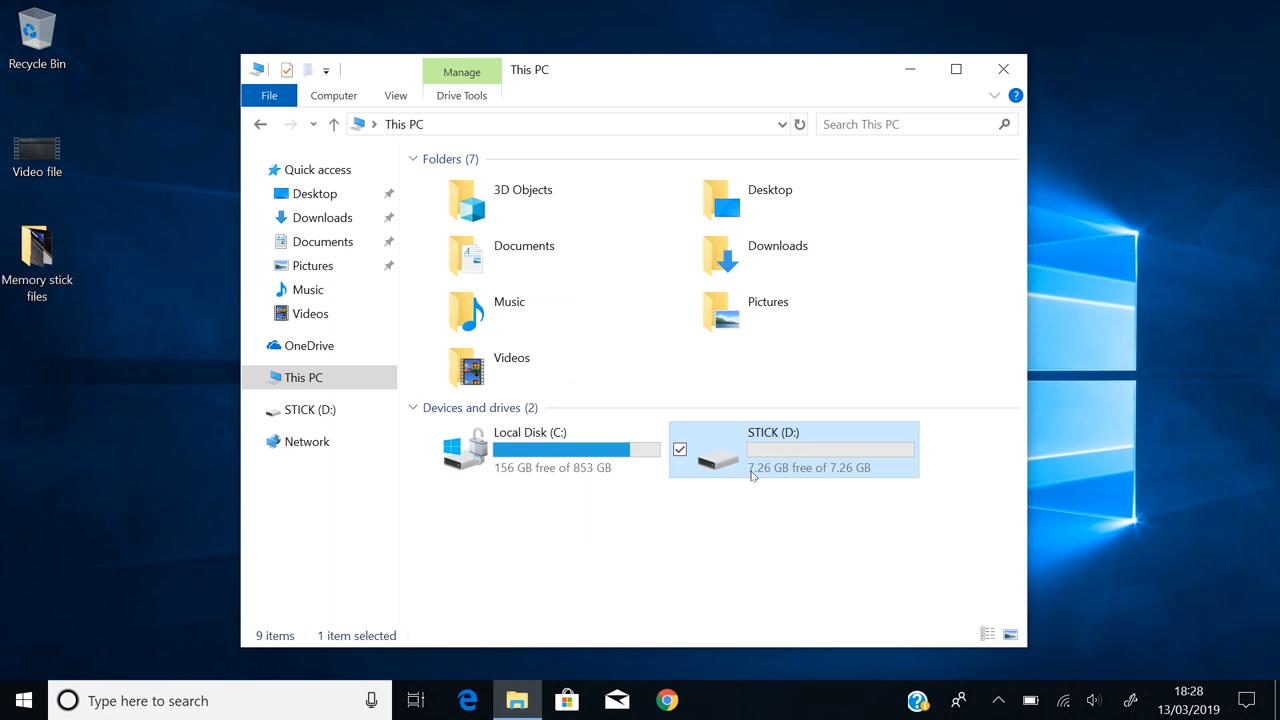 Recycle Bin
Video file
Memory stick
files
Manage
This PC
File
Computer
View
Drive Tools
This PC
Search This PC
Quick access
Desktop
Downloads
Documents
Pictures
Music
Videos
OneDrive
This PC
STICK (D:)
Network
Folders (7)
3D Objects
Desktop
Documents
Downloads
Music
Pictures
Videos
Devices and drives (2)
Local Disk (C:)
156 GB free of 853 GB
STICK (D:)
7.26 GB free of 7.26 GB
9 items
1 item selected
Type here to search
18:28
13/03/2019